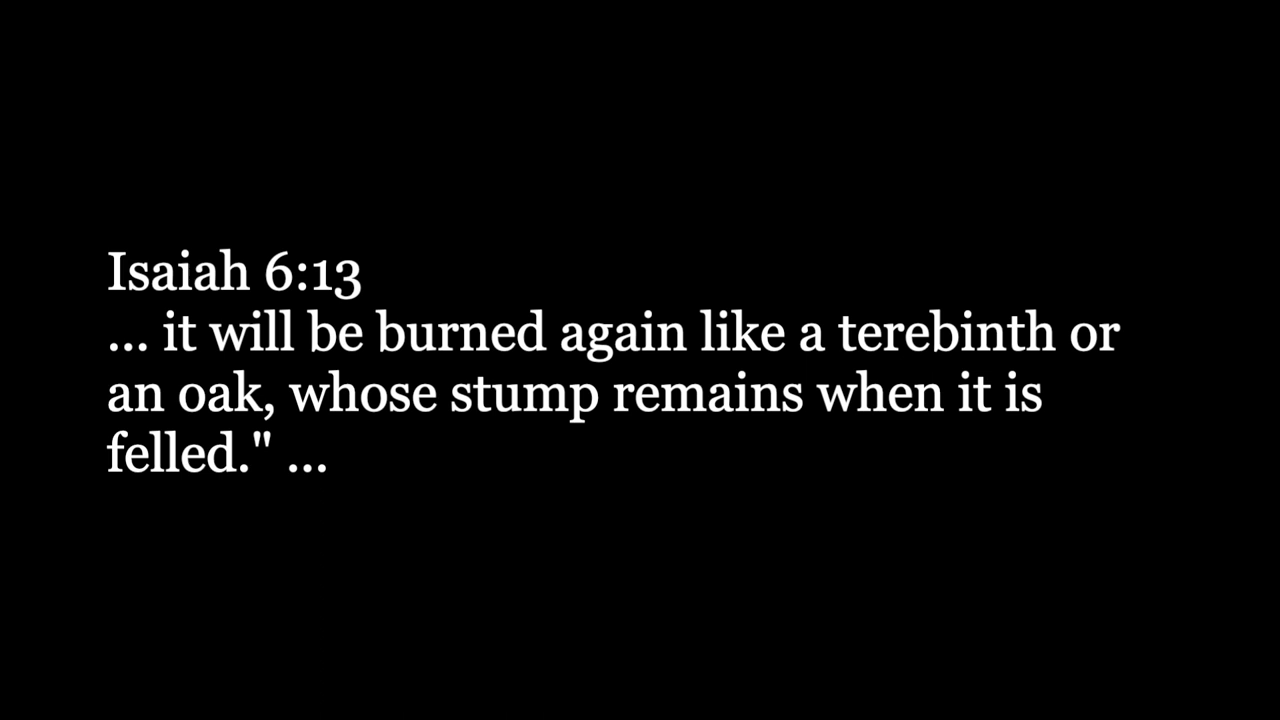 Isaiah 6:13
... it will be burned again like a terebinth or
an oak, whose stump remains when it is
felled." ...